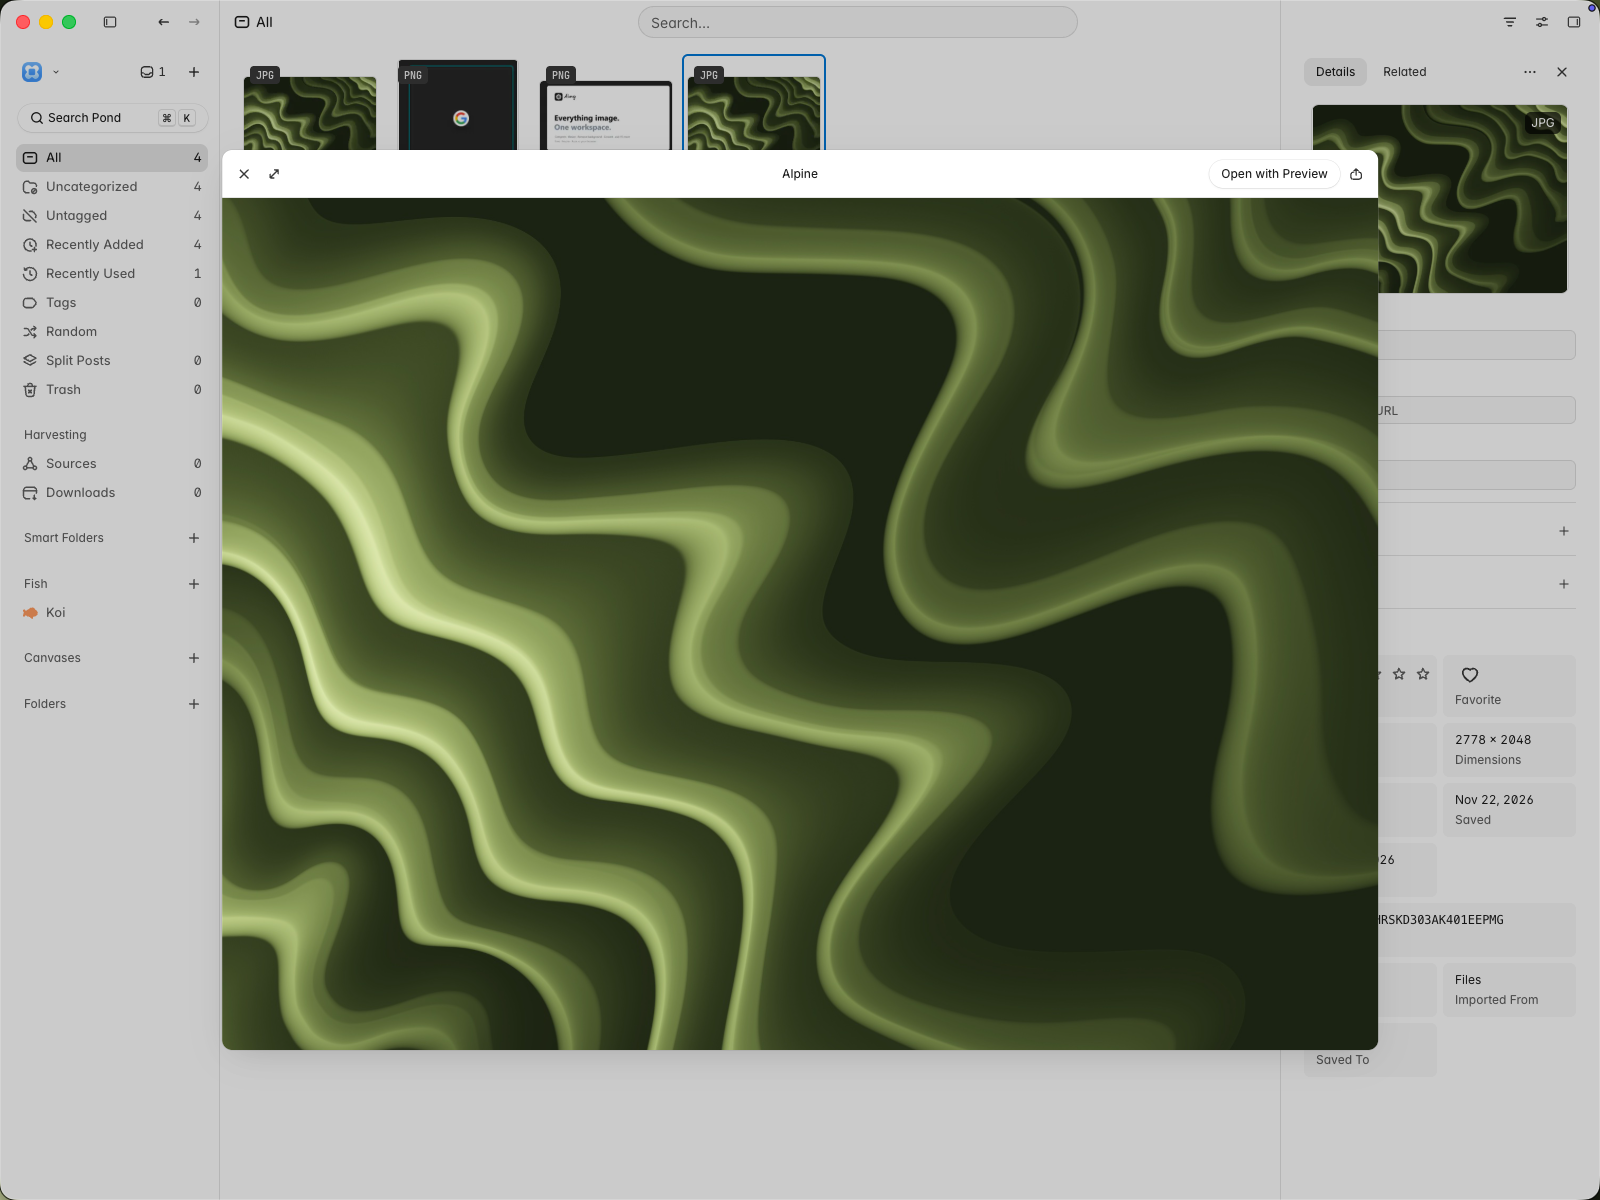 All
Search...
1
Search Pond
⌘ K
All 4
Uncategorized 4
Untagged 4
Recently Added 4
Recently Used 1
Tags 0
Random
Split Posts 0
Trash 0
Harvesting
Sources 0
Downloads 0
Smart Folders
Fish
Koi
Canvases
Folders
JPG
PNG
PNG
JPG
Everything image.
One workspace.
Alpine
Open with Preview
Details Related
JPG
URL
Favorite
2778 × 2048
Dimensions
Nov 22, 2026
Saved
26
HRSKD303AK401EEPMG
Files
Imported From
Saved To